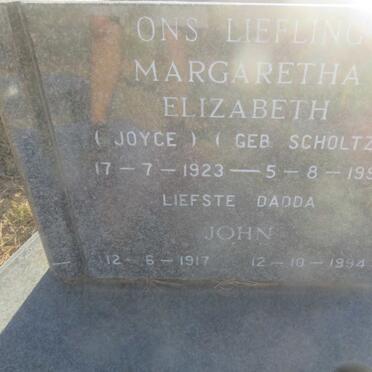 ONS LIEFLING
MARGARETHA
ELIZABETH
( JOYCE ) ( GEB SCHOLTZ
17-7-1923 — 5-8-199
LIEFSTE DADDA
JOHN
12-6-1917 12-10-1994